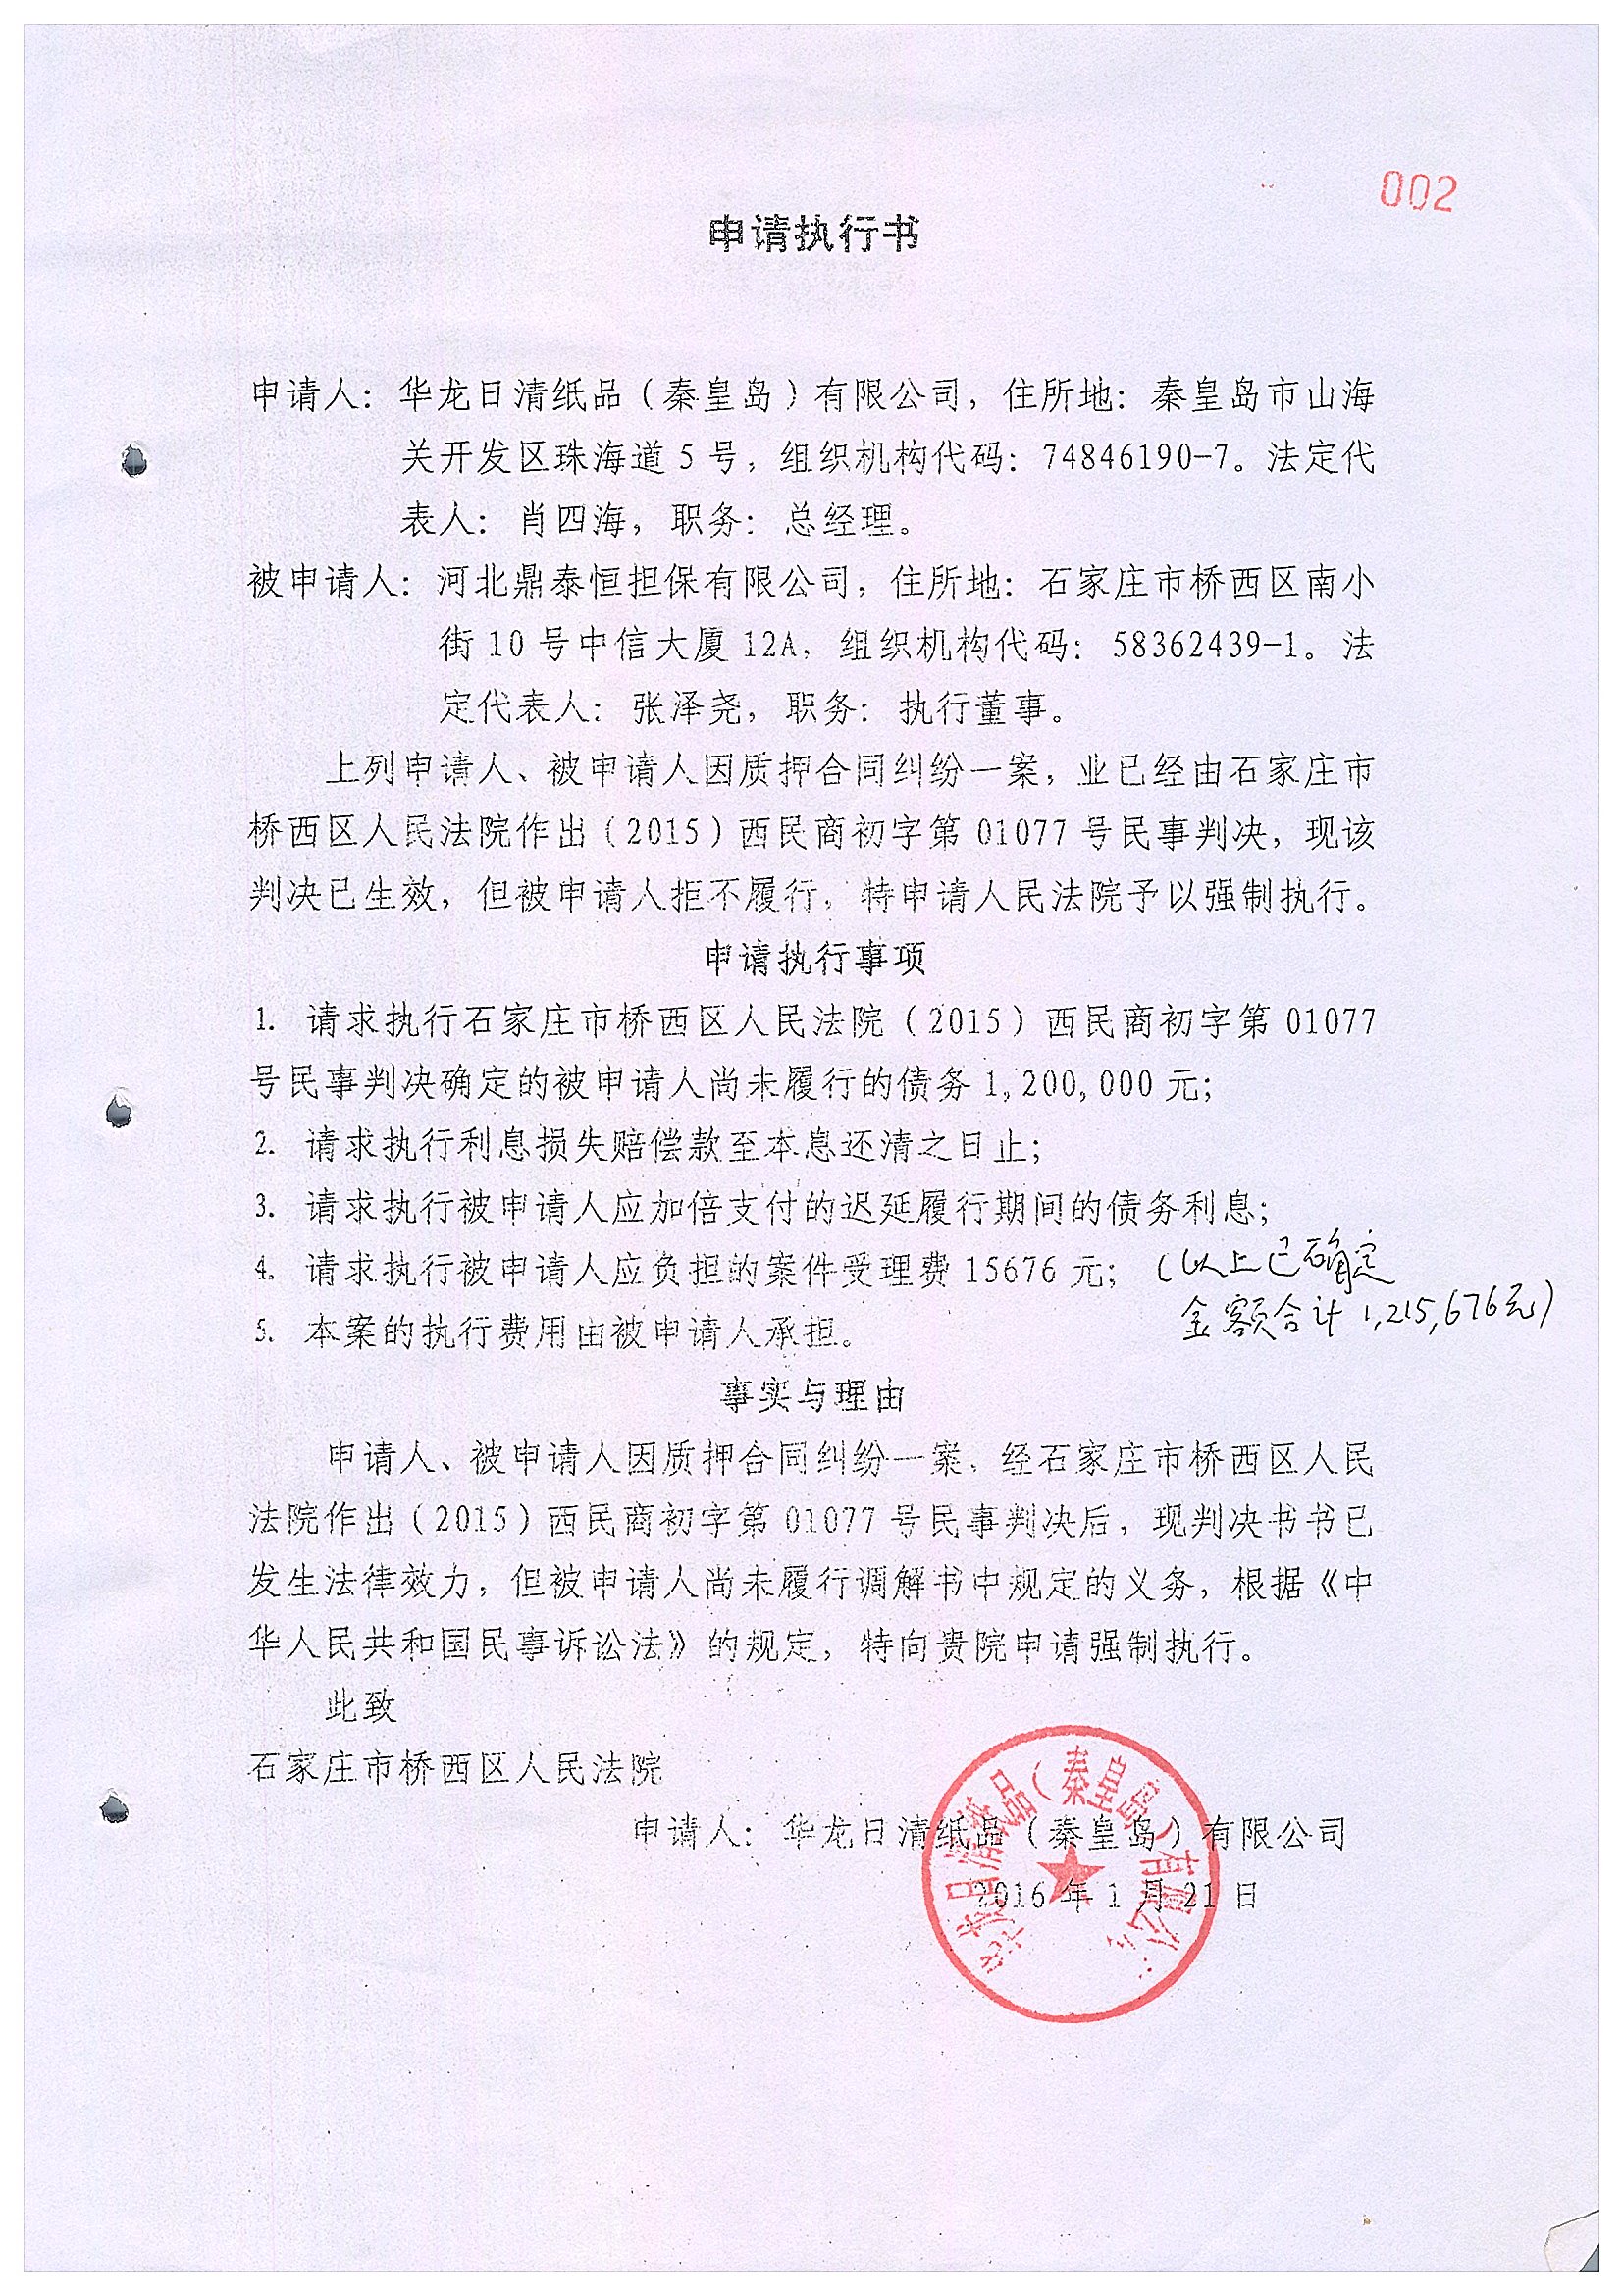 002
申请执行书
申请人：华龙日清纸品（秦皇岛）有限公司，住所地：秦皇岛市山海
关开发区珠海道5号，组织机构代码：74846190-7。法定代
表人：肖四海，职务：总经理。
被申请人：河北鼎泰恒担保有限公司，住所地：石家庄市桥西区南小
街10号中信大厦12A，组织机构代码：58362439-1。法
定代表人：张泽尧，职务：执行董事。
上列申请人、被申请人因质押合同纠纷一案，业已经由石家庄市
桥西区人民法院作出（2015）西民商初字第01077号民事判决，现该
判决已生效，但被申请人拒不履行，特申请人民法院予以强制执行。
申请执行事项
1. 请求执行石家庄市桥西区人民法院（2015）西民商初字第01077
号民事判决确定的被申请人尚未履行的债务1,200,000元；
2. 请求执行利息损失赔偿款至本息还清之日止；
3. 请求执行被申请人应加倍支付的迟延履行期间的债务利息；
4. 请求执行被申请人应负担的案件受理费15676元；（以上已确定
金额合计1,215,676元）
5. 本案的执行费用由被申请人承担。
事实与理由
申请人、被申请人因质押合同纠纷一案，经石家庄市桥西区人民
法院作出（2015）西民商初字第01077号民事判决后，现判决书书已
发生法律效力，但被申请人尚未履行调解书中规定的义务，根据《中
华人民共和国民事诉讼法》的规定，特向贵院申请强制执行。
此致
石家庄市桥西区人民法院
申请人：华龙日清纸品（秦皇岛）有限公司
2016年1月21日
华龙日清纸品（秦皇岛）有限公司